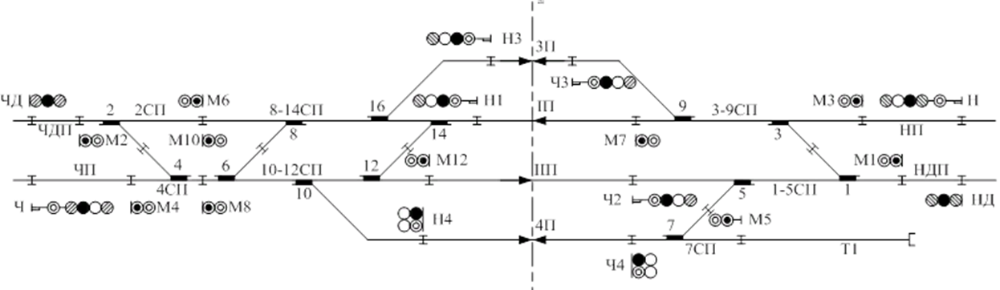 Н3
3П
ЧД
М6
Н1
Ч3
М3
Н
2
2СП
8-14СП
16
IП
9
3-9СП
ЧДП
М2
М10
8
14
М7
3
НП
М12
М1
ЧП
4
6
10-12СП
12
IIП
НДП
4СП
10
5
1-5СП
1
Ч
М4
М8
Н4
Ч2
М5
НД
4П
7
7СП
Т1
Ч4